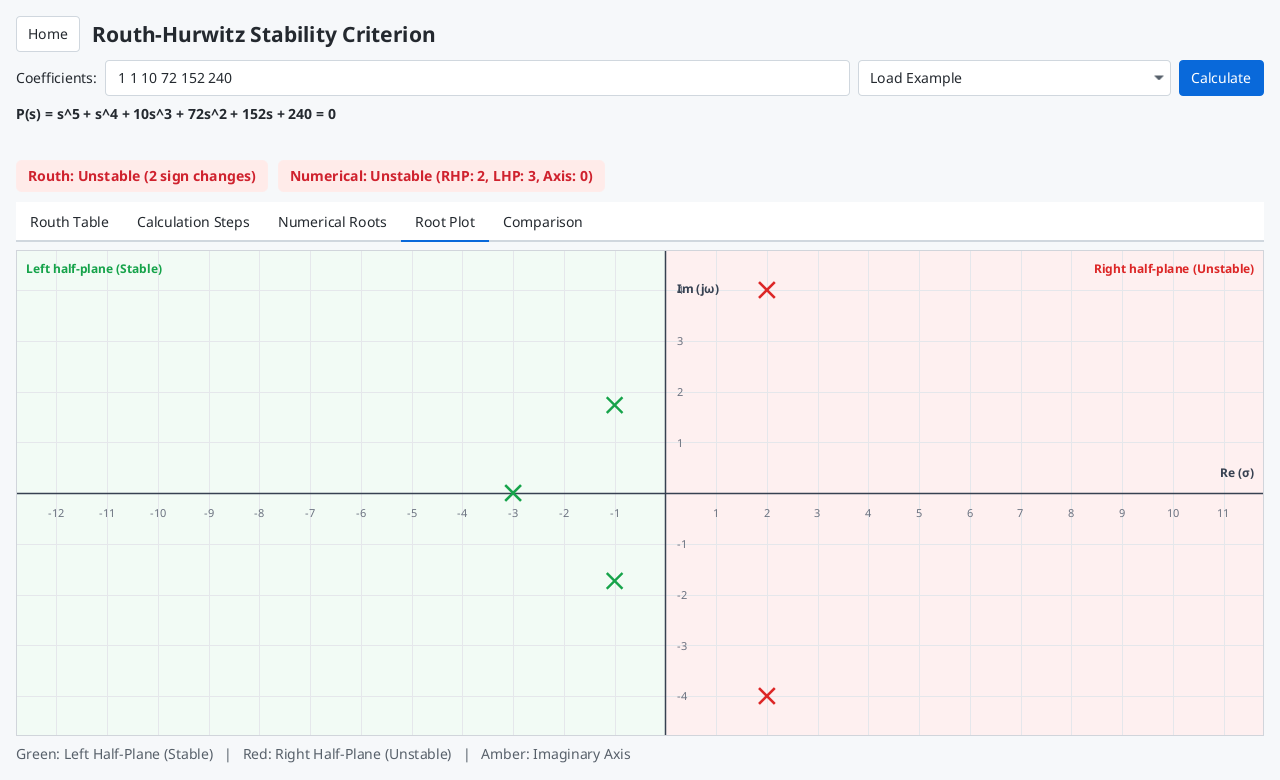 Home
Routh-Hurwitz Stability Criterion
Coefficients:
1 1 10 72 152 240
Load Example
Calculate
P(s) = s^5 + s^4 + 10s^3 + 72s^2 + 152s + 240 = 0
Routh: Unstable (2 sign changes)
Numerical: Unstable (RHP: 2, LHP: 3, Axis: 0)
Routh Table
Calculation Steps
Numerical Roots
Root Plot
Comparison
Left half-plane (Stable)
Right half-plane (Unstable)
Im (jω)
3
2
1
Re (σ)
-12 -11 -10 -9 -8 -7 -6 -5 -4 -3 -2 -1 1 2 3 4 5 6 7 8 9 10 11
-1
-2
-3
-4
Green: Left Half-Plane (Stable) | Red: Right Half-Plane (Unstable) | Amber: Imaginary Axis